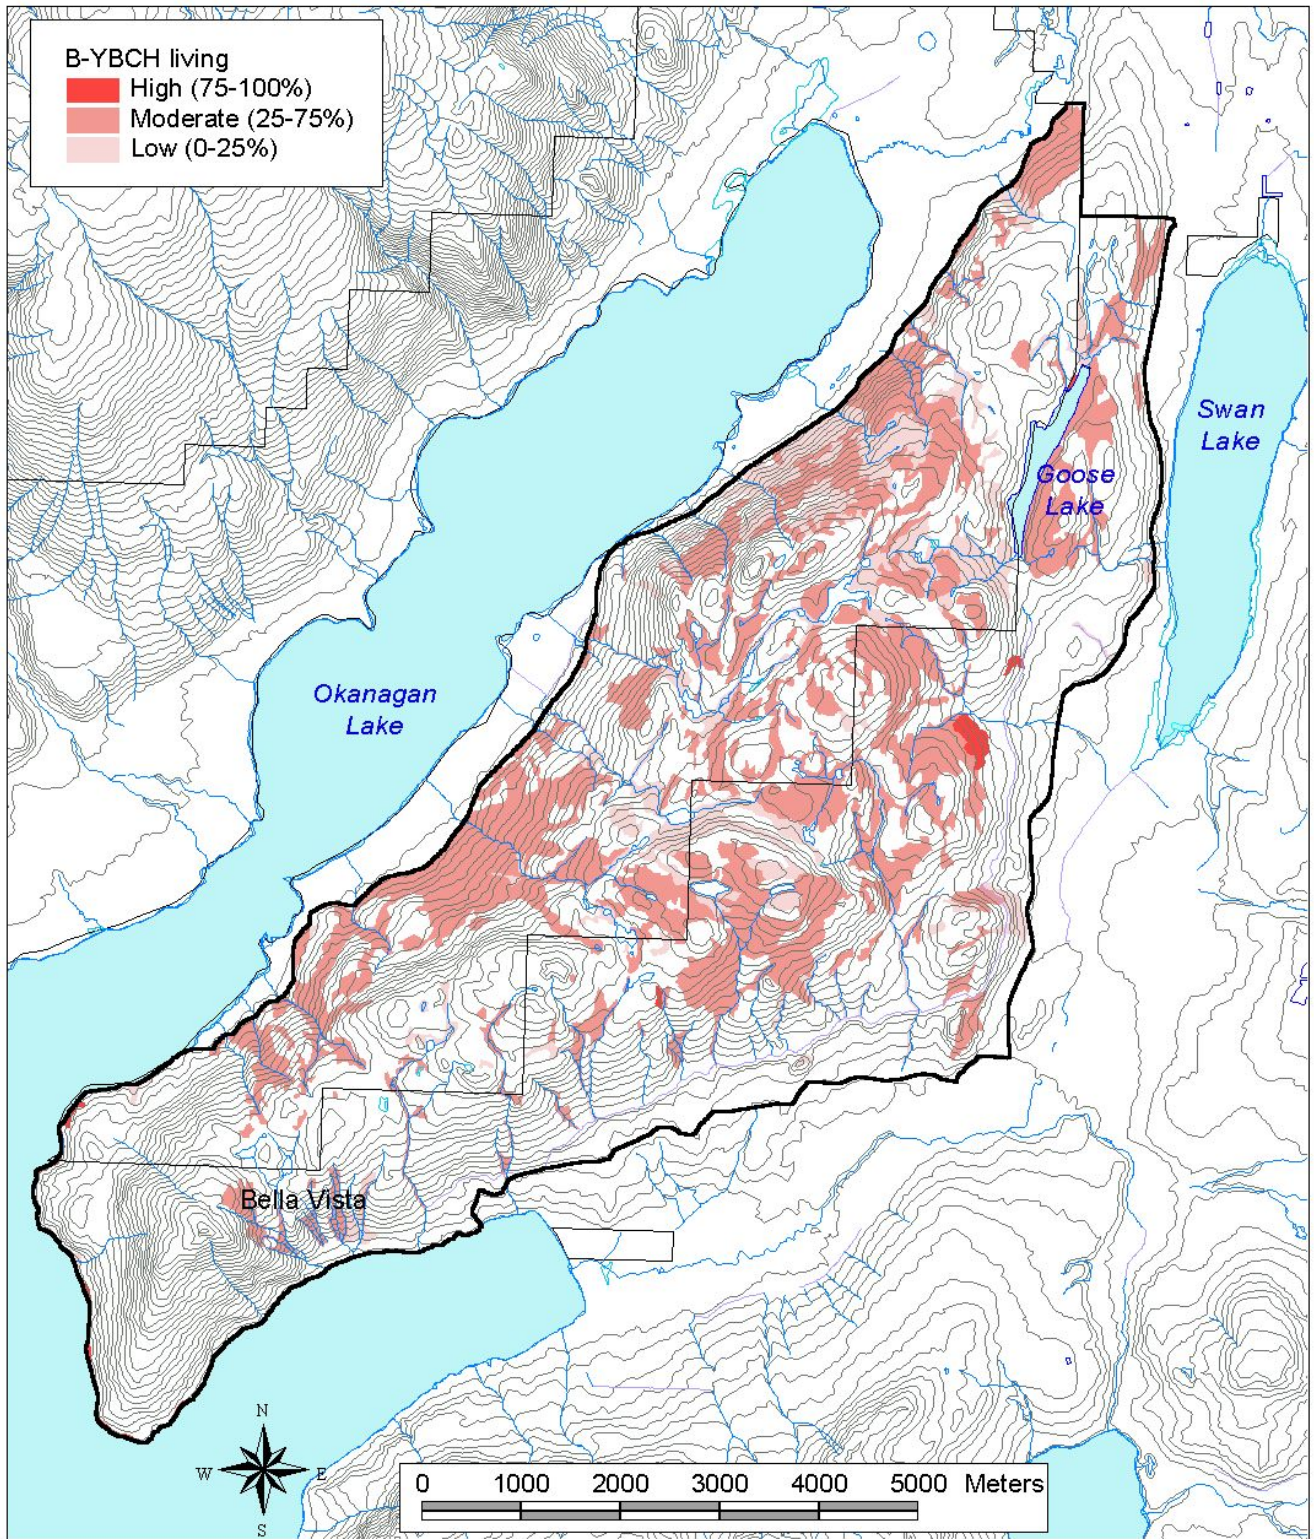 B-YBCH living
High (75-100%)
Moderate (25-75%)
Low (0-25%)
Swan
Lake
Goose
Lake
Okanagan
Lake
Bella Vista
N
W E
S
0 1000 2000 3000 4000 5000 Meters